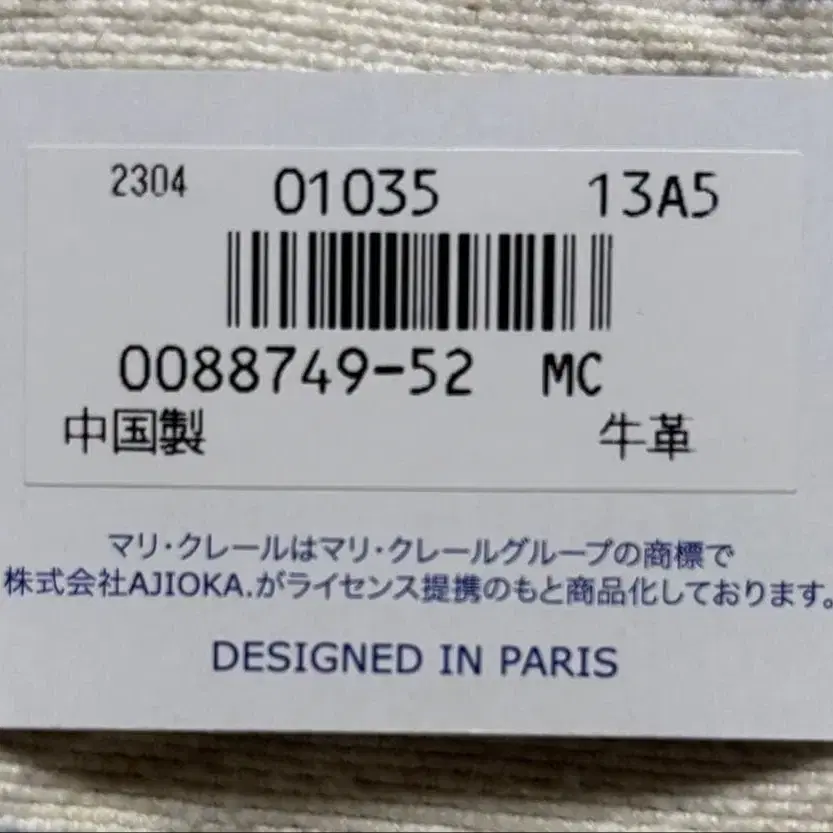 2304 01035 13A5
0088749-52 MC
中国製 牛革
マリ・クレールはマリ・クレールグループの商標で
株式会社AJIOKA.がライセンス提携のもと商品化しております。
DESIGNED IN PARIS